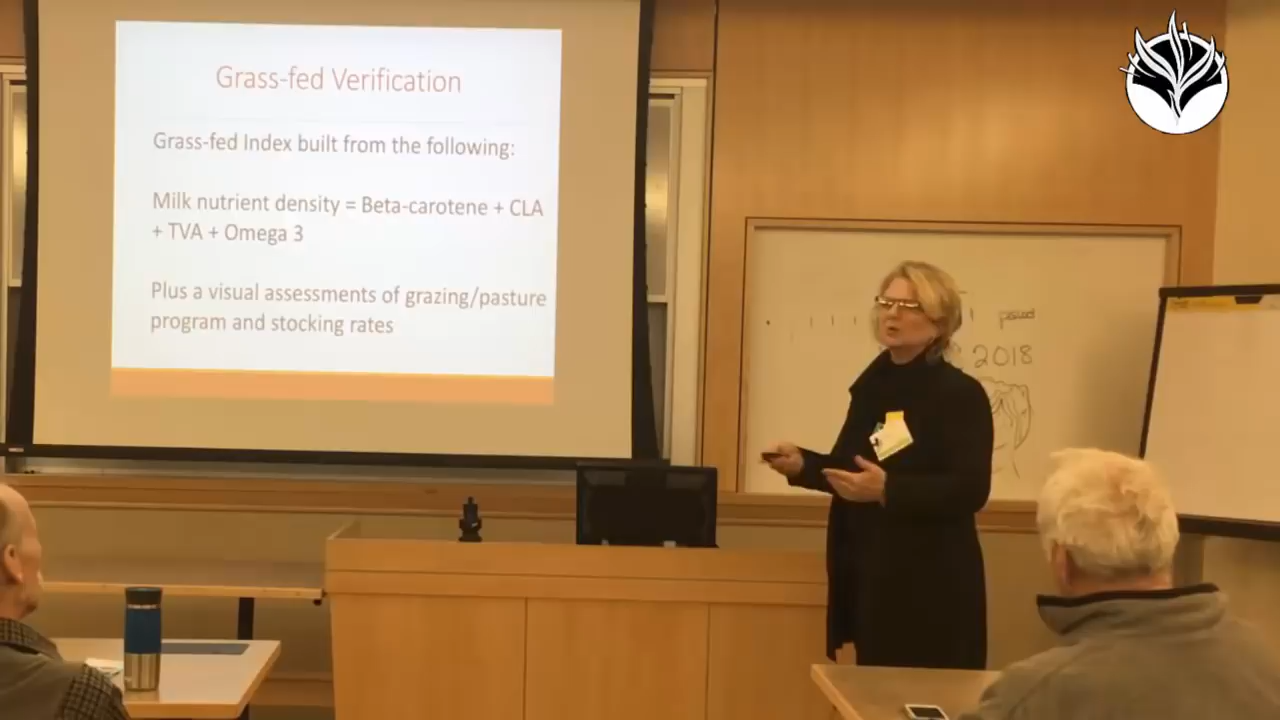 Grass-fed Verification
Grass-fed Index built from the following:
Milk nutrient density = Beta-carotene + CLA
+ TVA + Omega 3
Plus a visual assessments of grazing/pasture
program and stocking rates
2018